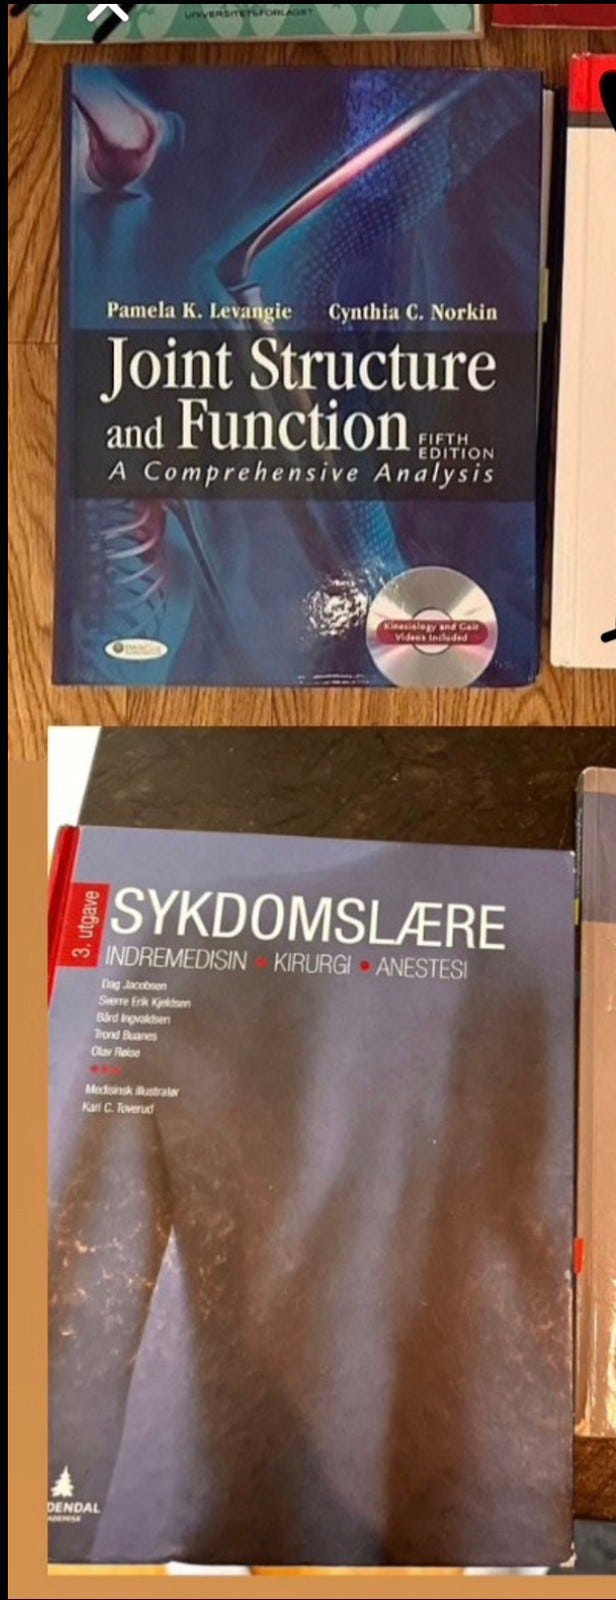 UNIVERSITETSFORLAGET
Pamela K. Levangie Cynthia C. Norkin
Joint Structure
and Function FIFTH
EDITION
A Comprehensive Analysis
Kinesiology and Gait
Videos Included
3. utgave
SYKDOMSLÆRE
INDREMEDISIN • KIRURGI • ANESTESI
Dag Jacobsen
Sverre Erik Kjeldsen
Bård Ingvaldsen
Trond Buanes
Olav Røise
Medisinsk illustratør
Kari C. Toverud
DENDAL
ADEMISK